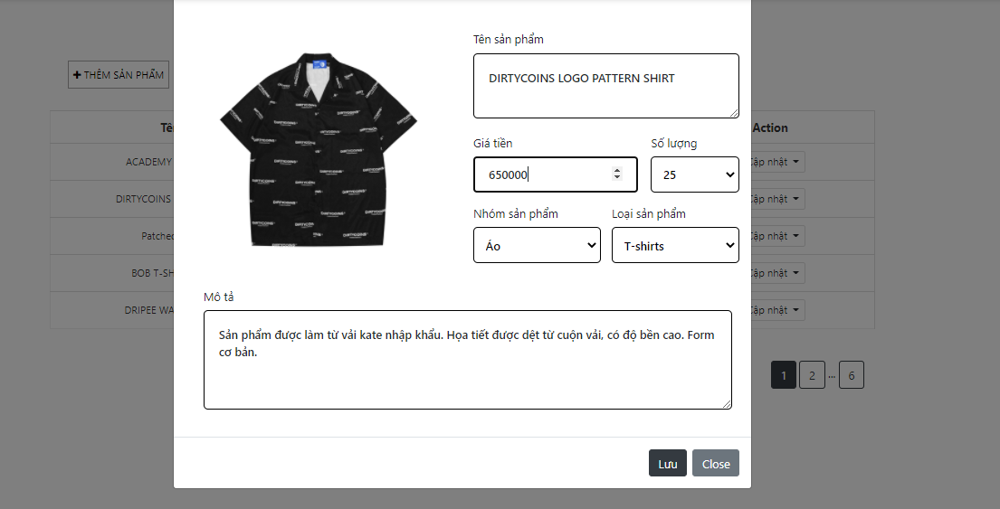 Tên sản phẩm
DIRTYCOINS LOGO PATTERN SHIRT
THÊM SẢN PHẨM
Action
Giá tiền
Số lượng
650000
25
ACADEMY
Cập nhật
DIRTYCOINS
Cập nhật
Nhóm sản phẩm
Loại sản phẩm
Áo
T-shirts
Cập nhật
BOB T-SH
Cập nhật
Mô tả
DRIPEE WA
Cập nhật
Sản phẩm được làm từ vải kate nhập khẩu. Họa tiết được dệt từ cuộn vải, có độ bền cao. Form
cơ bản.
1 2 ... 6
Lưu
Close